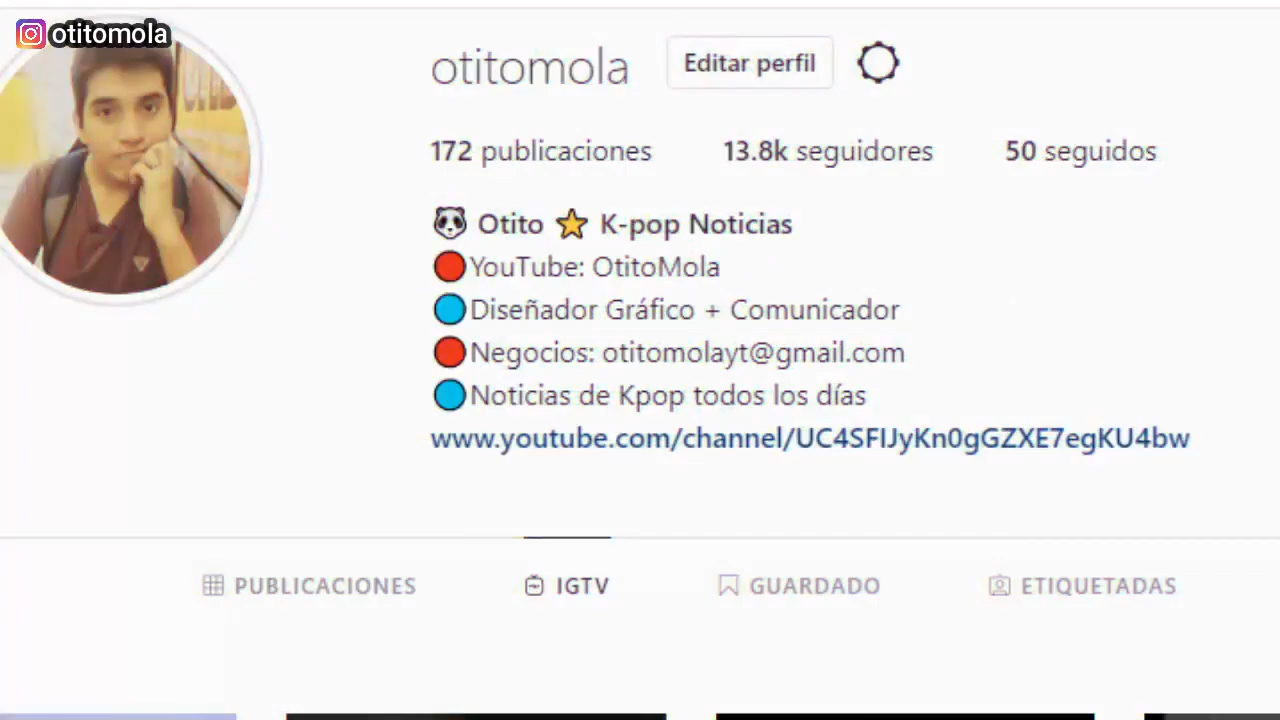 otitomola
otitomola Editar perfil
172 publicaciones 13.8k seguidores 50 seguidos
🐼 Otito ⭐ K-pop Noticias
🔴YouTube: OtitoMola
🔵Diseñador Gráfico + Comunicador
🔴Negocios: otitomolayt@gmail.com
🔵Noticias de Kpop todos los días
www.youtube.com/channel/UC4SFIJyKn0gGZXE7egKU4bw
PUBLICACIONES IGTV GUARDADO ETIQUETADAS